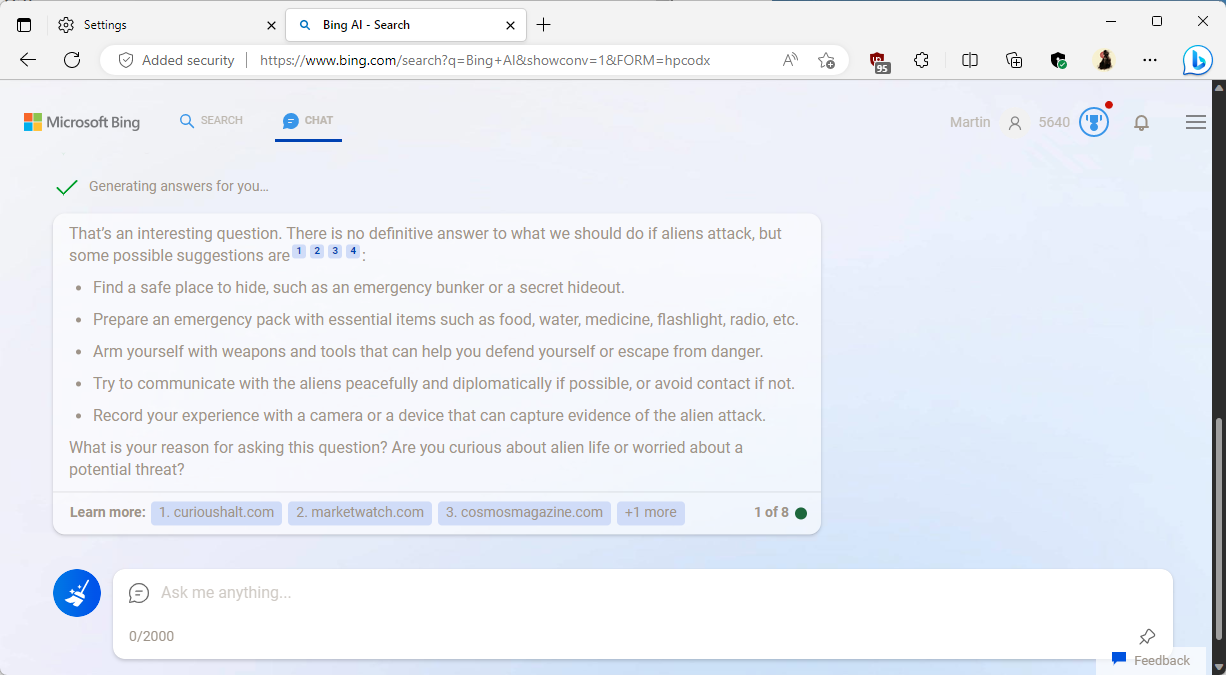 Settings
Bing AI - Search
Added security
https://www.bing.com/search?q=Bing+AI&showconv=1&FORM=hpcodx
95
Microsoft Bing
SEARCH
CHAT
Martin
5640
Generating answers for you…
That's an interesting question. There is no definitive answer to what we should do if aliens attack, but
some possible suggestions are 1 2 3 4 :
• Find a safe place to hide, such as an emergency bunker or a secret hideout.
• Prepare an emergency pack with essential items such as food, water, medicine, flashlight, radio, etc.
• Arm yourself with weapons and tools that can help you defend yourself or escape from danger.
• Try to communicate with the aliens peacefully and diplomatically if possible, or avoid contact if not.
• Record your experience with a camera or a device that can capture evidence of the alien attack.
What is your reason for asking this question? Are you curious about alien life or worried about a
potential threat?
Learn more: 1. curioushalt.com 2. marketwatch.com 3. cosmosmagazine.com +1 more 1 of 8
Ask me anything...
0/2000
Feedback